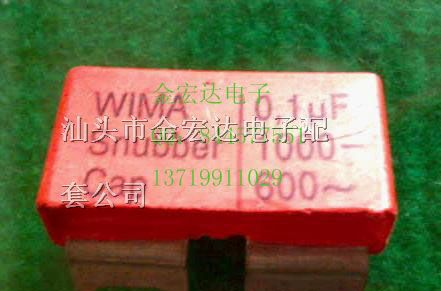 金宏达电子
WIMA 0.1µF
Snubber 1000-
Cap 600~
汕头市金宏达电子配
套公司
13719911029